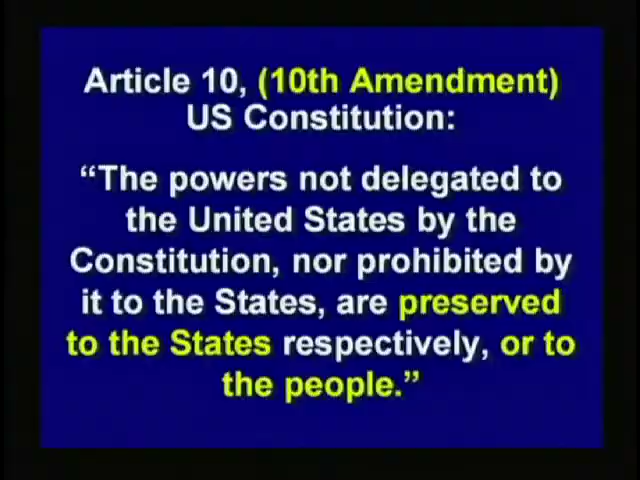 Article 10, (10th Amendment)
US Constitution:
“The powers not delegated to
the United States by the
Constitution, nor prohibited by
it to the States, are preserved
to the States respectively, or to
the people.”